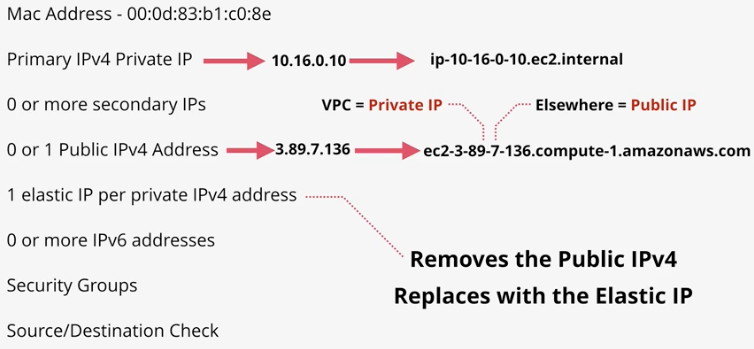 Mac Address - 00:0d:83:b1:c0:8e
Primary IPv4 Private IP 10.16.0.10 ip-10-16-0-10.ec2.internal
0 or more secondary IPs VPC = Private IP Elsewhere = Public IP
0 or 1 Public IPv4 Address 3.89.7.136 ec2-3-89-7-136.compute-1.amazonaws.com
1 elastic IP per private IPv4 address
0 or more IPv6 addresses
Removes the Public IPv4
Replaces with the Elastic IP
Security Groups
Source/Destination Check